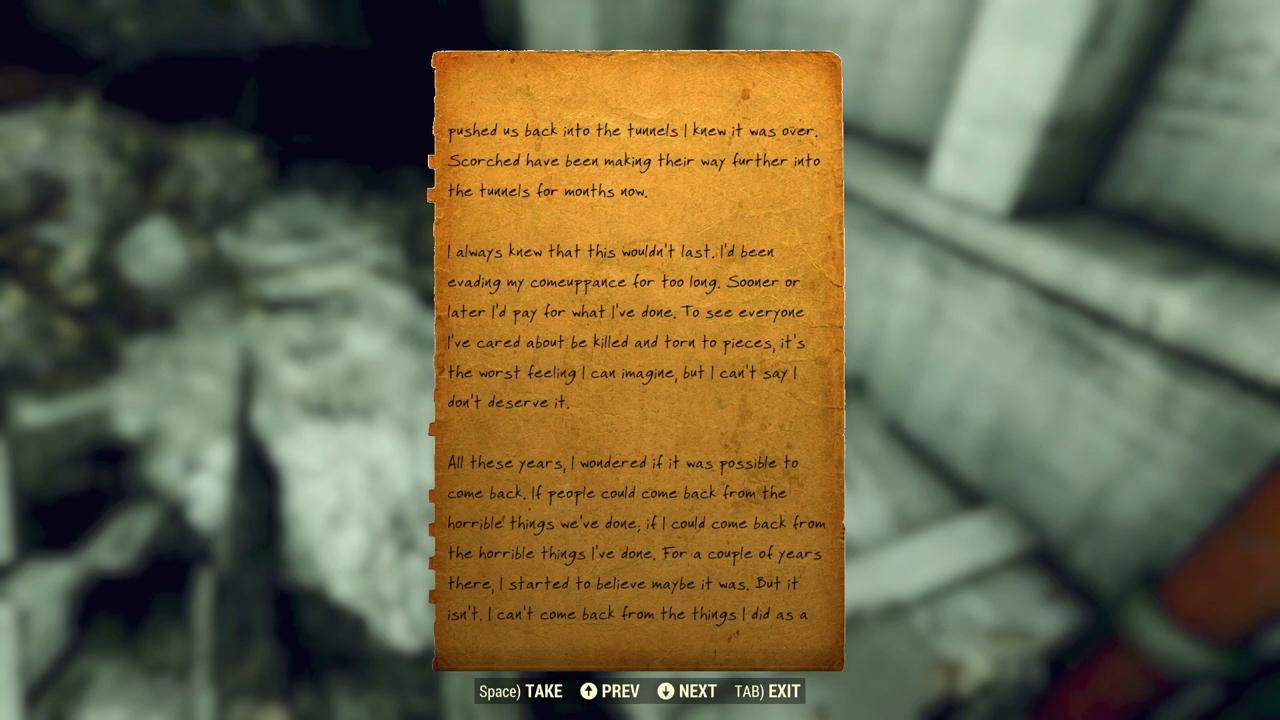 pushed us back into the tunnels I knew it was over.
Scorched have been making their way further into
the tunnels for months now.
I always knew that this wouldn't last. I'd been
evading my comeuppance for too long. Sooner or
later I'd pay for what I've done. To see everyone
I've cared about be killed and torn to pieces, it's
the worst feeling I can imagine, but I can't say I
don't deserve it.
All these years, I wondered if it was possible to
come back. If people could come back from the
horrible things we've done, if I could come back from
the horrible things I've done. For a couple of years
there, I started to believe maybe it was. But it
isn't. I can't come back from the things I did as a
Space) TAKE PREV NEXT TAB) EXIT